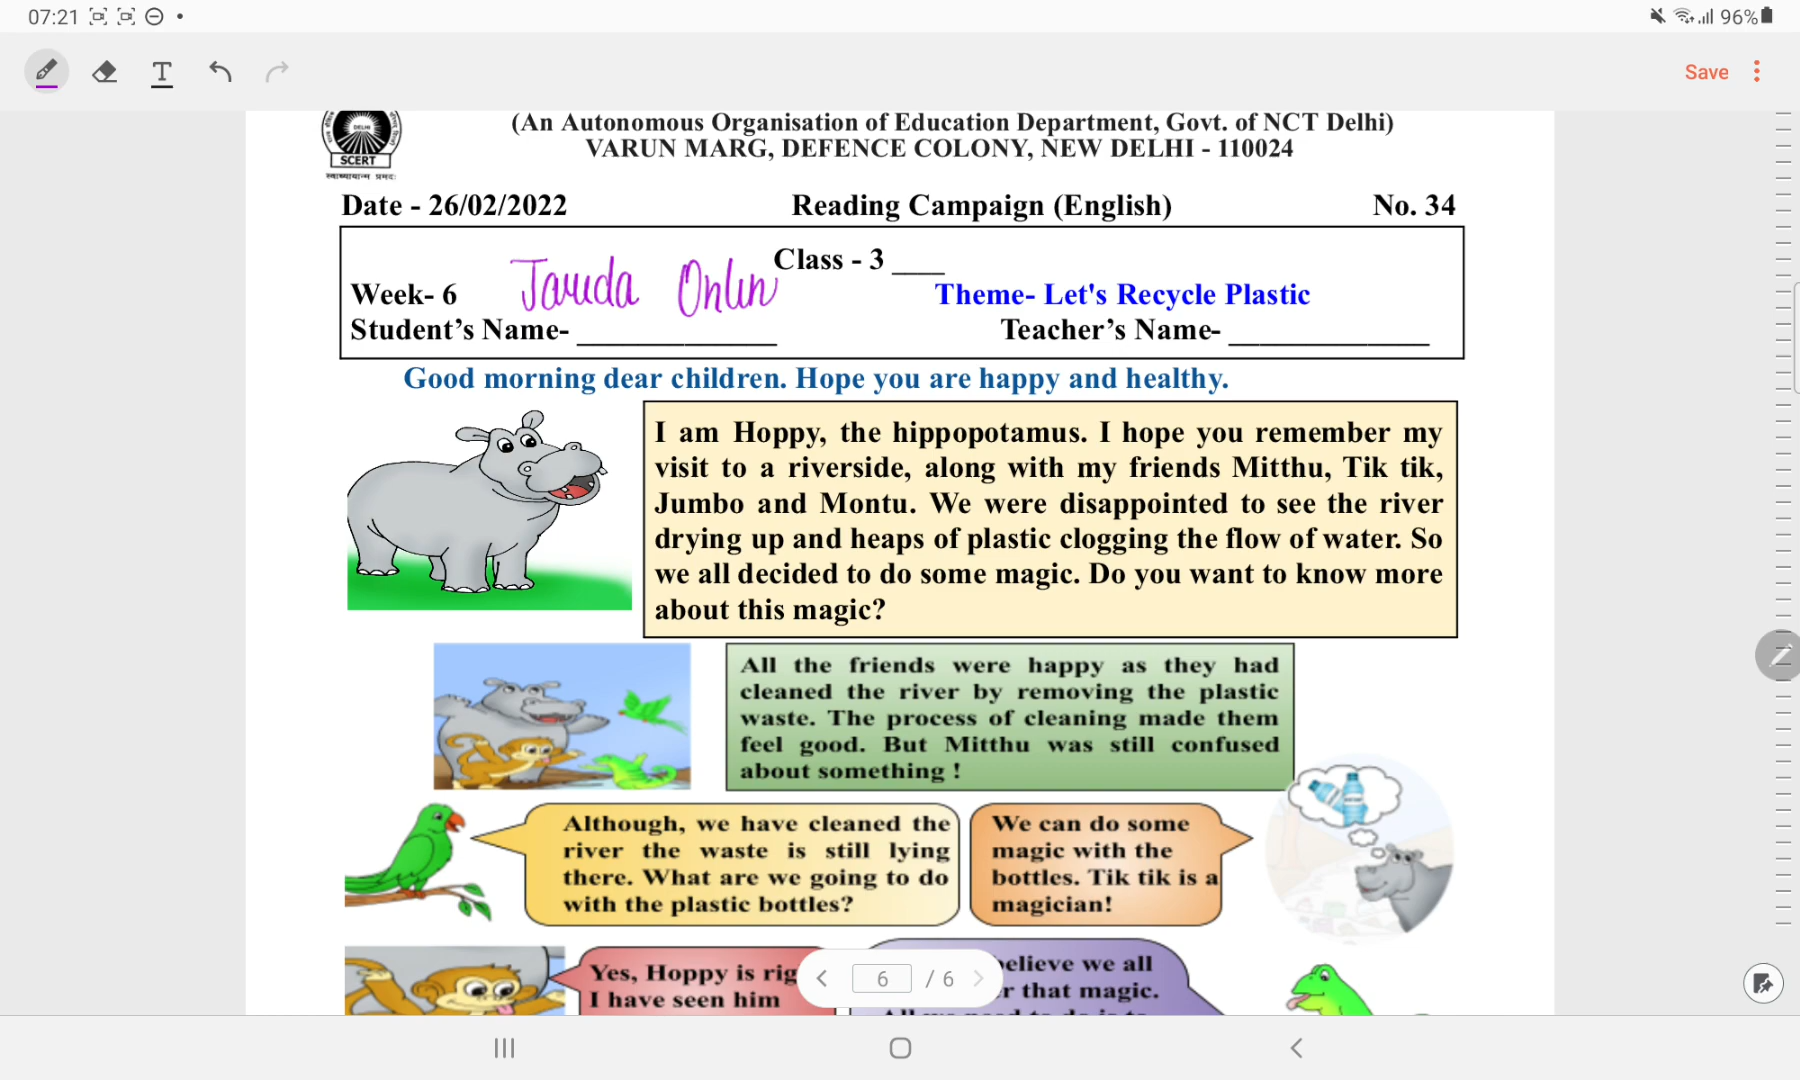 07:21
96%
T
Save
DELHI
SCERT
(An Autonomous Organisation of Education Department, Govt. of NCT Delhi)
VARUN MARG, DEFENCE COLONY, NEW DELHI - 110024
Date - 26/02/2022 Reading Campaign (English) No. 34
Class - 3 ____
Week- 6 Theme- Let's Recycle Plastic
Student’s Name- ______________ Teacher’s Name- ______________
Good morning dear children. Hope you are happy and healthy.
I am Hoppy, the hippopotamus. I hope you remember my
visit to a riverside, along with my friends Mitthu, Tik tik,
Jumbo and Montu. We were disappointed to see the river
drying up and heaps of plastic clogging the flow of water. So
we all decided to do some magic. Do you want to know more
about this magic?
All the friends were happy as they had
cleaned the river by removing the plastic
waste. The process of cleaning made them
feel good. But Mitthu was still confused
about something !
Although, we have cleaned the
river the waste is still lying
there. What are we going to do
with the plastic bottles?
We can do some
magic with the
bottles. Tik tik is a
magician!
Yes, Hoppy is rig
I have seen him
elieve we all
r that magic.
6 / 6